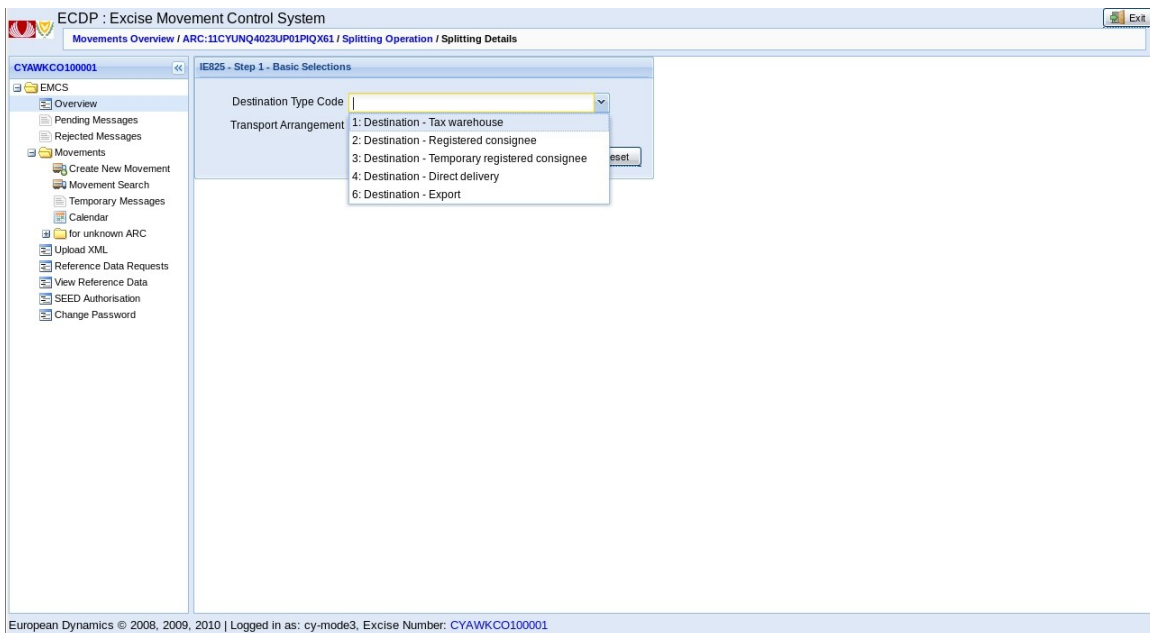 ECDP : Excise Movement Control System
Exit
Movements Overview / ARC:11CYUNQ4023UP01PIQX61 / Splitting Operation / Splitting Details
CYAWKCO100001
EMCS
Overview
Pending Messages
Rejected Messages
Movements
Create New Movement
Movement Search
Temporary Messages
Calendar
for unknown ARC
Upload XML
Reference Data Requests
View Reference Data
SEED Authorisation
Change Password
IE825 - Step 1 - Basic Selections
Destination Type Code
Transport Arrangement
1: Destination - Tax warehouse
2: Destination - Registered consignee
3: Destination - Temporary registered consignee
4: Destination - Direct delivery
6: Destination - Export
eset
European Dynamics © 2008, 2009, 2010 | Logged in as: cy-mode3, Excise Number: CYAWKCO100001